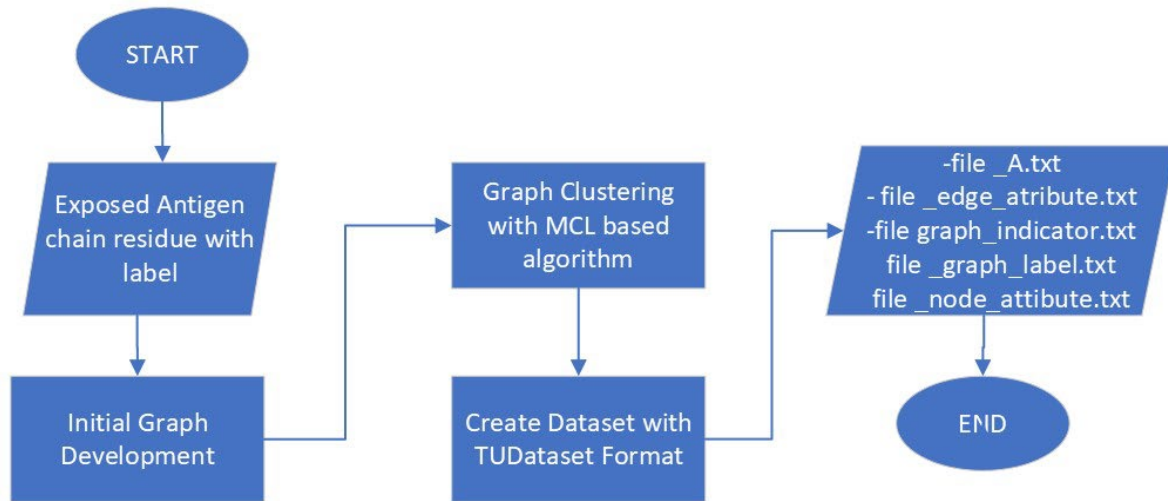 START
Exposed Antigen
chain residue with
label
Initial Graph
Development
Graph Clustering
with MCL based
algorithm
Create Dataset with
TUDataset Format
-file _A.txt
- file _edge_atribute.txt
-file graph_indicator.txt
file _graph_label.txt
file _node_attibute.txt
END